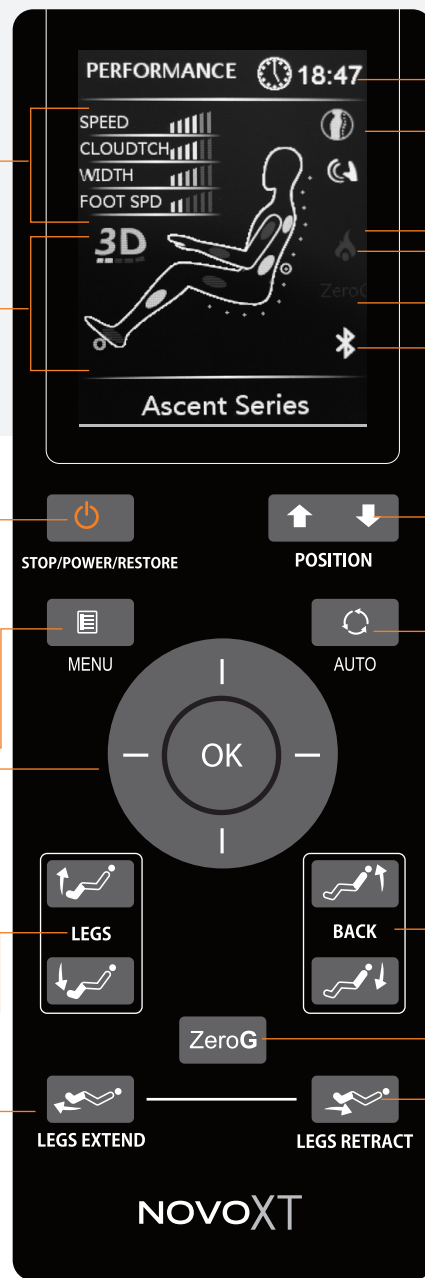 PERFORMANCE 18:47
SPEED
CLOUDTCH
WIDTH
FOOT SPD
3D
ZeroG
Ascent Series
STOP/POWER/RESTORE
POSITION
MENU
AUTO
OK
LEGS
BACK
ZeroG
LEGS EXTEND
LEGS RETRACT
NOVOXT